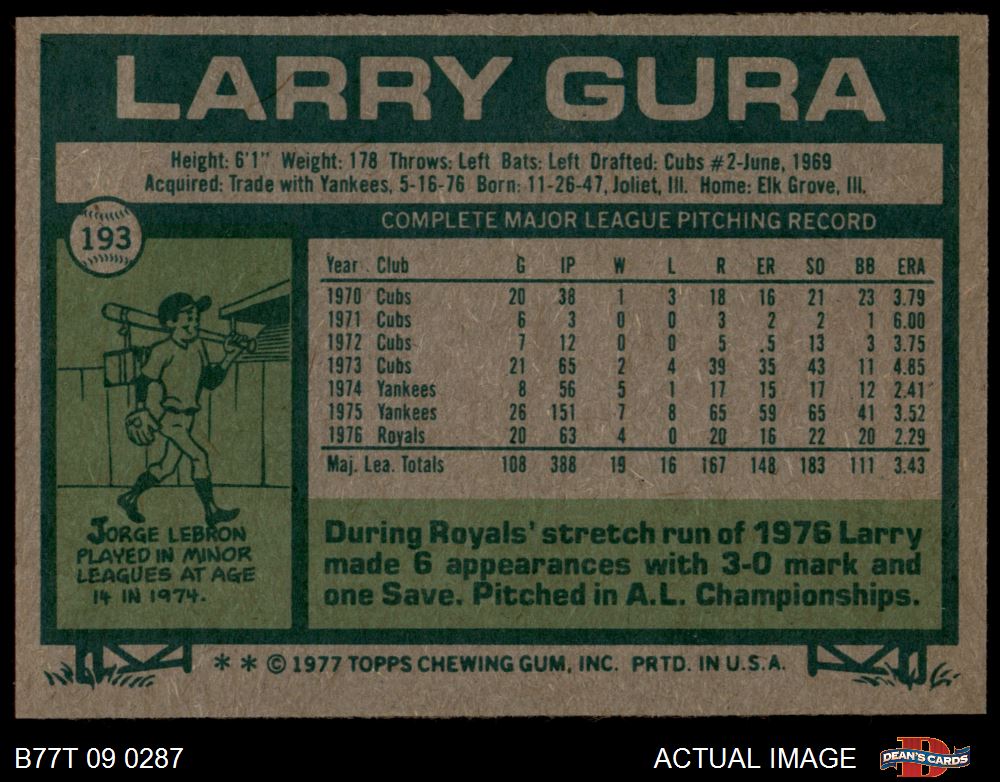 LARRY GURA
Height: 6'1" Weight: 178 Throws: Left Bats: Left Drafted: Cubs #2-June, 1969
Acquired: Trade with Yankees, 5-16-76 Born: 11-26-47, Joliet, Ill. Home: Elk Grove, Ill.
193
COMPLETE MAJOR LEAGUE PITCHING RECORD
Year Club G IP W L R ER SO BB ERA
1970 Cubs 20 38 1 3 18 16 21 23 3.79
1971 Cubs 6 3 0 0 3 2 2 1 6.00
1972 Cubs 7 12 0 0 5 .5 13 3 3.75
1973 Cubs 21 65 2 4 39 35 43 11 4.85
1974 Yankees 8 56 5 1 17 15 17 12 2.41
1975 Yankees 26 151 7 8 65 59 65 41 3.52
1976 Royals 20 63 4 0 20 16 22 20 2.29
Maj. Lea. Totals 108 388 19 16 167 148 183 111 3.43
JORGE LEBRON
PLAYED IN MINOR
LEAGUES AT AGE
14 IN 1974.
During Royals' stretch run of 1976 Larry
made 6 appearances with 3-0 mark and
one Save. Pitched in A.L. Championships.
* * © 1977 TOPPS CHEWING GUM, INC. PRTD. IN U.S.A.
B77T 09 0287
ACTUAL IMAGE
D
DEAN'S CARDS